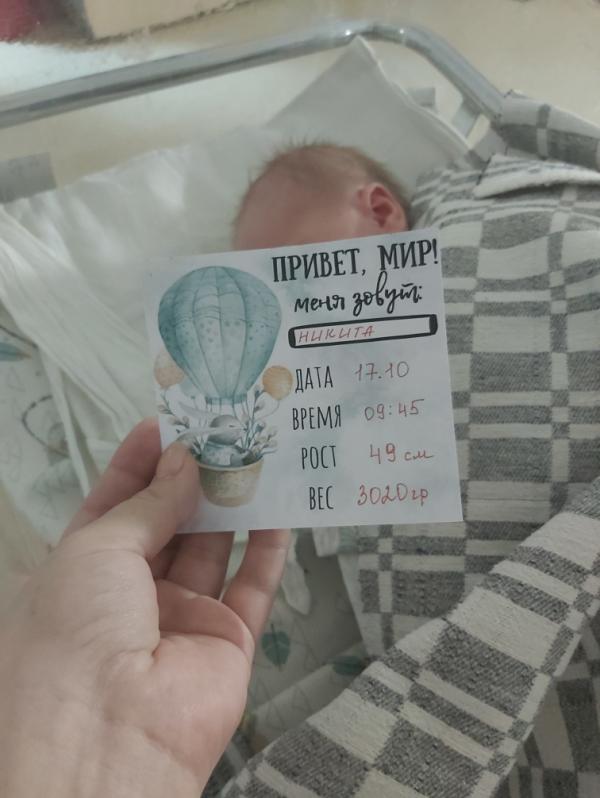 ПРИВЕТ, МИР!
меня зовут:
НИКИТА
ДАТА 17.10
ВРЕМЯ 09:45
РОСТ 49 см
ВЕС 3020гр